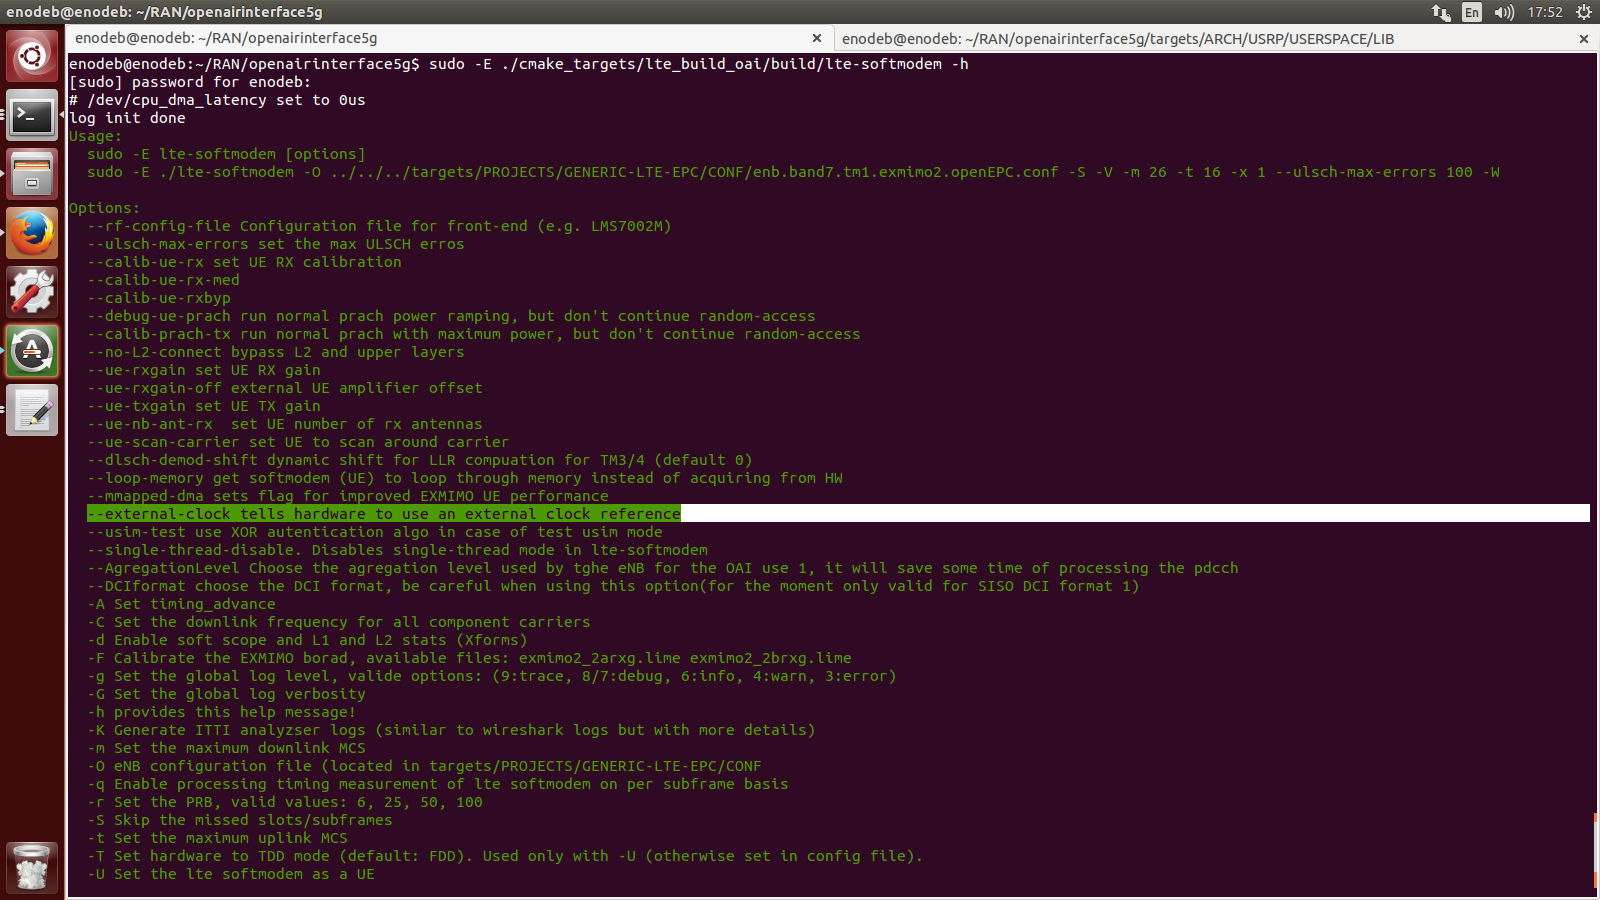 enodeb@enodeb: ~/RAN/openairinterface5g
En
17:52
enodeb@enodeb: ~/RAN/openairinterface5g
enodeb@enodeb: ~/RAN/openairinterface5g/targets/ARCH/USRP/USERSPACE/LIB
enodeb@enodeb:~/RAN/openairinterface5g$ sudo -E ./cmake_targets/lte_build_oai/build/lte-softmodem -h
[sudo] password for enodeb:
# /dev/cpu_dma_latency set to 0us
log init done
Usage:
  sudo -E lte-softmodem [options]
  sudo -E ./lte-softmodem -O ../../../targets/PROJECTS/GENERIC-LTE-EPC/CONF/enb.band7.tm1.exmimo2.openEPC.conf -S -V -m 26 -t 16 -x 1 --ulsch-max-errors 100 -W
Options:
  --rf-config-file Configuration file for front-end (e.g. LMS7002M)
  --ulsch-max-errors set the max ULSCH erros
  --calib-ue-rx set UE RX calibration
  --calib-ue-rx-med
  --calib-ue-rxbyp
  --debug-ue-prach run normal prach power ramping, but don't continue random-access
  --calib-prach-tx run normal prach with maximum power, but don't continue random-access
  --no-L2-connect bypass L2 and upper layers
  --ue-rxgain set UE RX gain
  --ue-rxgain-off external UE amplifier offset
  --ue-txgain set UE TX gain
  --ue-nb-ant-rx  set UE number of rx antennas
  --ue-scan-carrier set UE to scan around carrier
  --dlsch-demod-shift dynamic shift for LLR compuation for TM3/4 (default 0)
  --loop-memory get softmodem (UE) to loop through memory instead of acquiring from HW
  --mmapped-dma sets flag for improved EXMIMO UE performance
  --external-clock tells hardware to use an external clock reference
  --usim-test use XOR autentication algo in case of test usim mode
  --single-thread-disable. Disables single-thread mode in lte-softmodem
  --AgregationLevel Choose the agregation level used by tghe eNB for the OAI use 1, it will save some time of processing the pdcch
  --DCIformat choose the DCI format, be careful when using this option(for the moment only valid for SISO DCI format 1)
  -A Set timing_advance
  -C Set the downlink frequency for all component carriers
  -d Enable soft scope and L1 and L2 stats (Xforms)
  -F Calibrate the EXMIMO borad, available files: exmimo2_2arxg.lime exmimo2_2brxg.lime
  -g Set the global log level, valide options: (9:trace, 8/7:debug, 6:info, 4:warn, 3:error)
  -G Set the global log verbosity
  -h provides this help message!
  -K Generate ITTI analyzser logs (similar to wireshark logs but with more details)
  -m Set the maximum downlink MCS
  -O eNB configuration file (located in targets/PROJECTS/GENERIC-LTE-EPC/CONF
  -q Enable processing timing measurement of lte softmodem on per subframe basis
  -r Set the PRB, valid values: 6, 25, 50, 100
  -S Skip the missed slots/subframes
  -t Set the maximum uplink MCS
  -T Set hardware to TDD mode (default: FDD). Used only with -U (otherwise set in config file).
  -U Set the lte softmodem as a UE